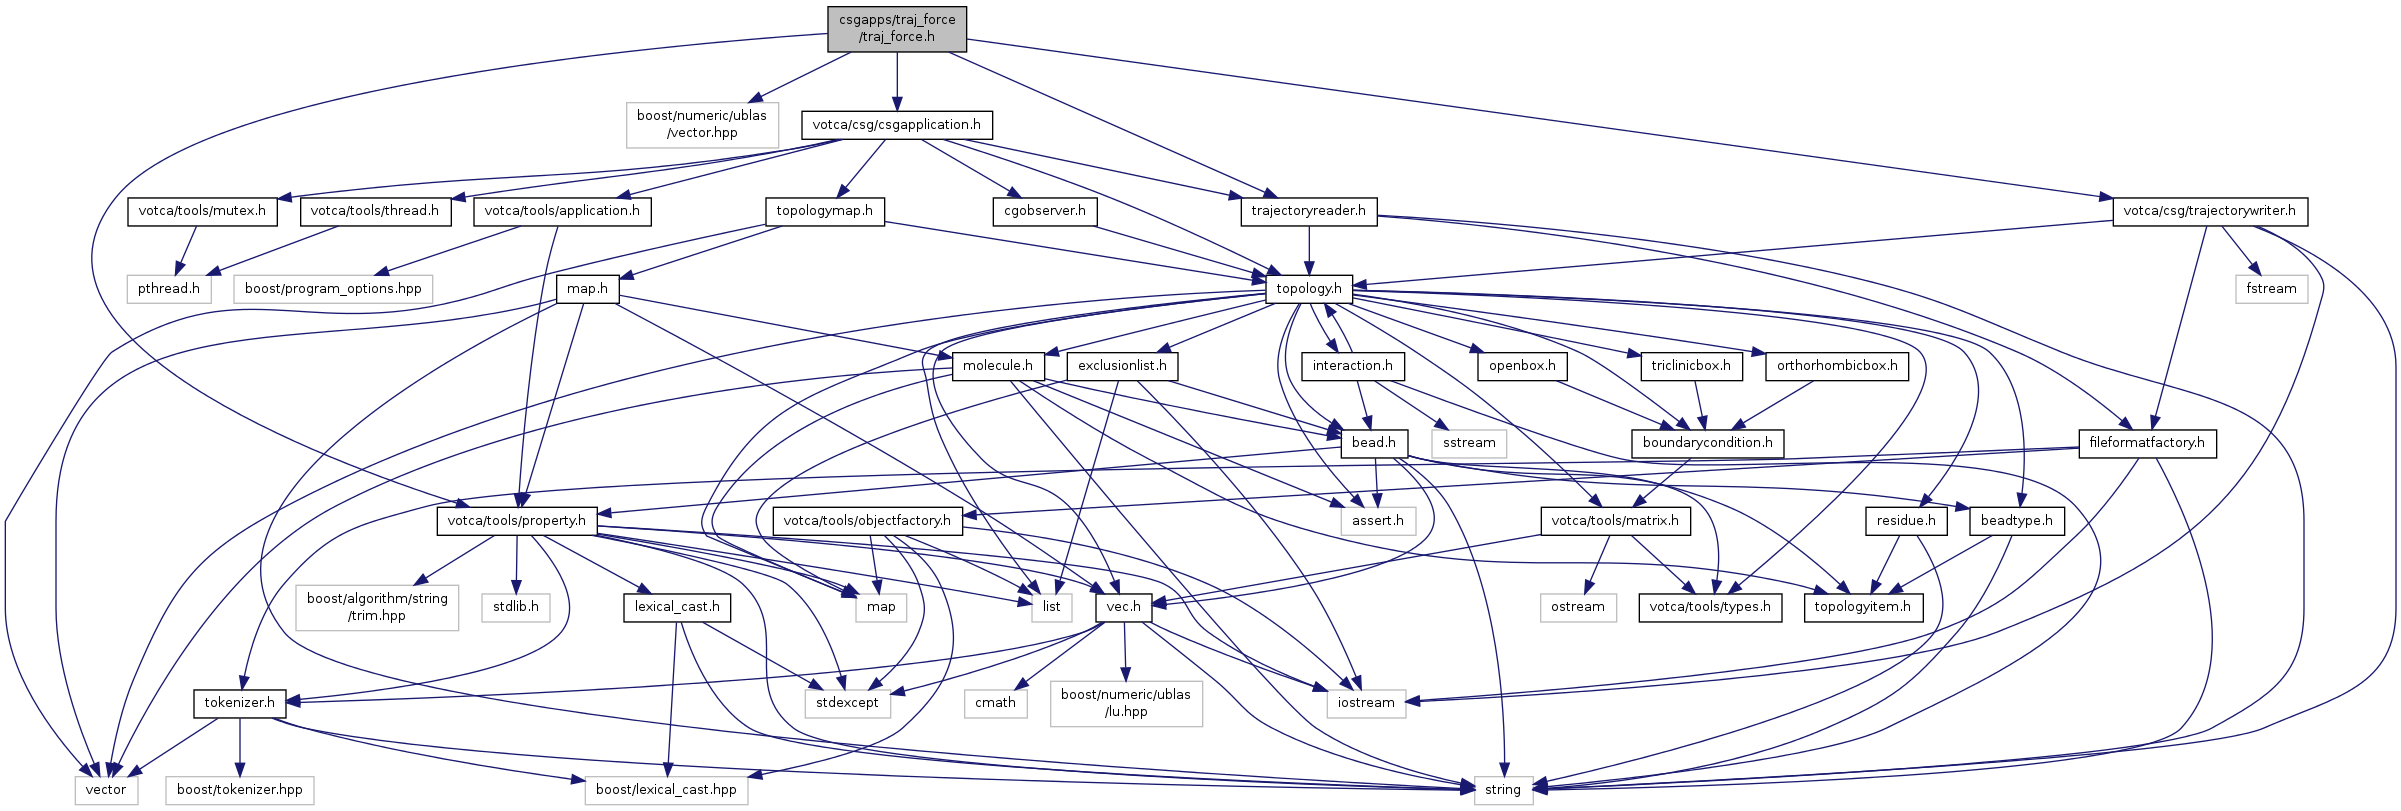 csgapps/traj_force
/traj_force.h
boost/numeric/ublas
/vector.hpp
votca/csg/csgapplication.h
votca/tools/mutex.h
votca/tools/thread.h
votca/tools/application.h
topologymap.h
cgobserver.h
trajectoryreader.h
votca/csg/trajectorywriter.h
pthread.h
boost/program_options.hpp
map.h
topology.h
fstream
molecule.h
exclusionlist.h
interaction.h
openbox.h
triclinicbox.h
orthorhombicbox.h
bead.h
sstream
boundarycondition.h
fileformatfactory.h
votca/tools/property.h
votca/tools/objectfactory.h
assert.h
votca/tools/matrix.h
residue.h
beadtype.h
boost/algorithm/string
/trim.hpp
stdlib.h
lexical_cast.h
map
list
vec.h
ostream
votca/tools/types.h
topologyitem.h
tokenizer.h
stdexcept
cmath
boost/numeric/ublas
/lu.hpp
iostream
vector
boost/tokenizer.hpp
boost/lexical_cast.hpp
string